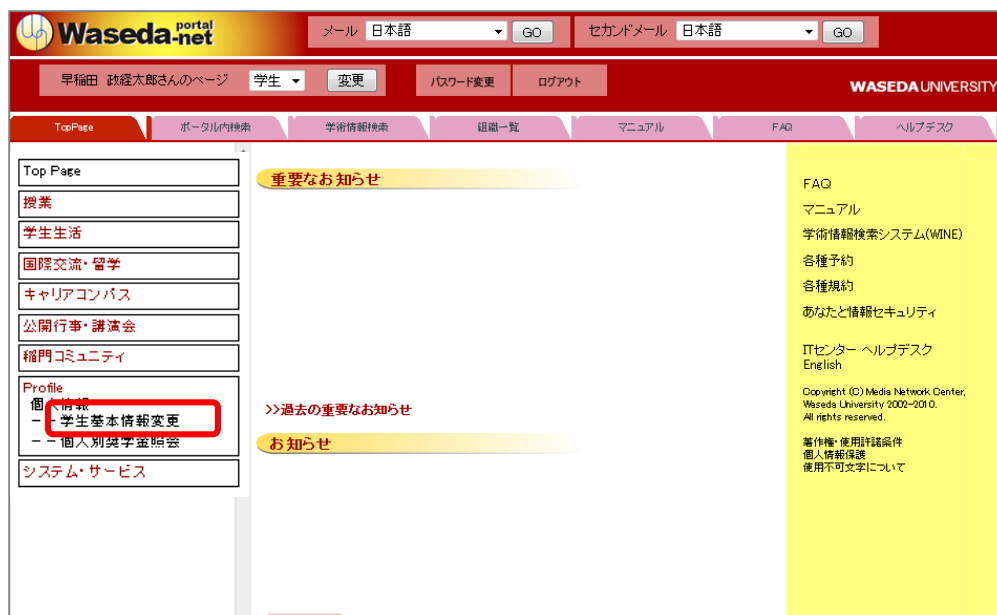 Waseda-net portal
メール 日本語 GO セカンドメール 日本語 GO
早稲田 政経太郎さんのページ 学生 変更 パスワード変更 ログアウト
WASEDA UNIVERSITY
TopPage ポータル内検索 学術情報検索 組織一覧 マニュアル FAQ ヘルプデスク
Top Page
授業
学生生活
国際交流・留学
キャリアコンパス
公開行事・講演会
稲門コミュニティ
Profile
個人情報
－－学生基本情報変更
－－個人別奨学金照会
システム・サービス
重要なお知らせ
>>過去の重要なお知らせ
お知らせ
FAQ
マニュアル
学術情報検索システム(WINE)
各種予約
各種規約
あなたと情報セキュリティ
ITセンター ヘルプデスク
English
Copyright (C) Media Network Center,
Waseda University 2002-2010.
All rights reserved.
著作権・使用許諾条件
個人情報保護
使用不可文字について